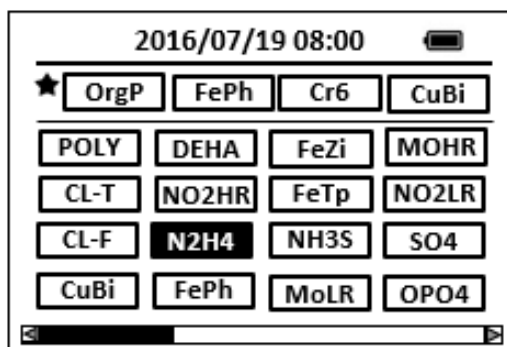 2016/07/19 08:00
OrgP FePh Cr6 CuBi
POLY DEHA FeZi MOHR
CL-T NO2HR FeTp NO2LR
CL-F N2H4 NH3S SO4
CuBi FePh MoLR OPO4